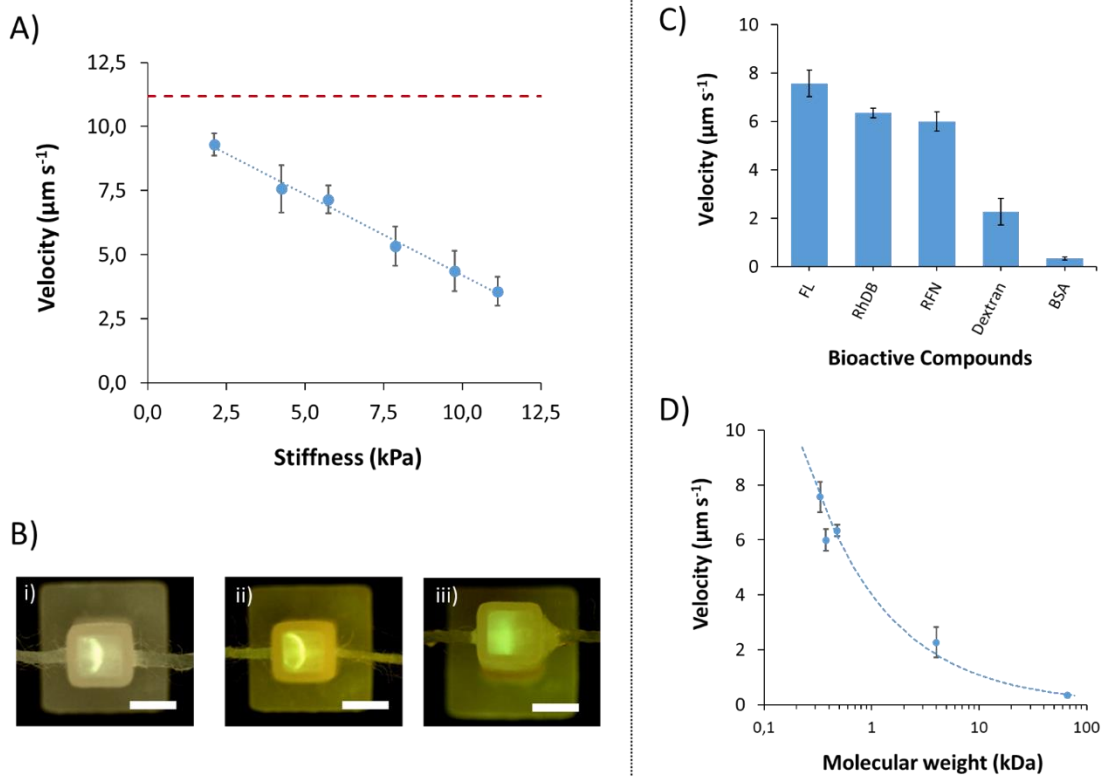 A)
12,5
10,0
7,5
5,0
2,5
0,0
Velocity (µm s-1)
0,0 2,5 5,0 7,5 10,0 12,5
Stiffness (kPa)
B)
i)
ii)
iii)
C)
10
8
6
4
2
0
Velocity (µm s-1)
FL RhDB RFN Dextran BSA
Bioactive Compounds
D)
10
8
6
4
2
0
Velocity (µm s-1)
0,1 1 10 100
Molecular weight (kDa)